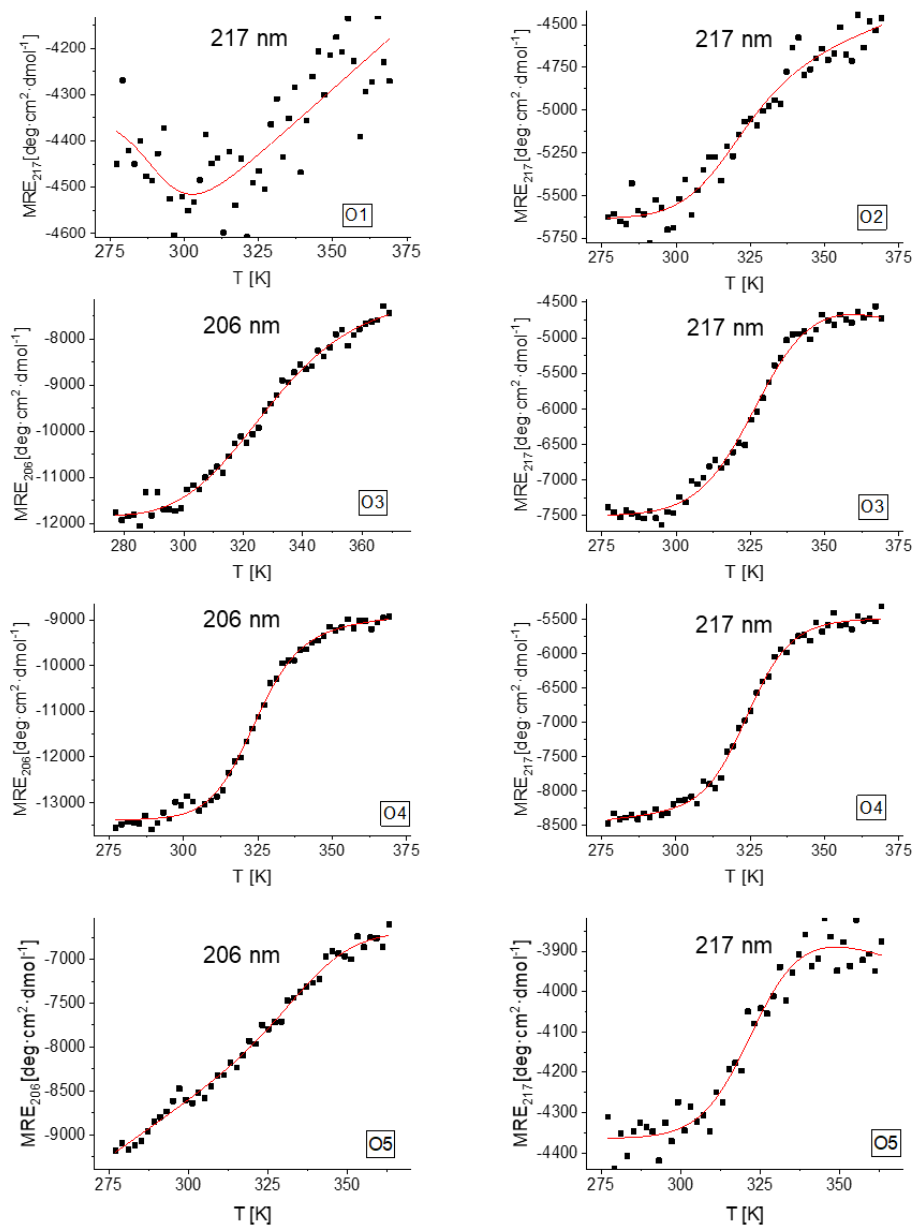 217 nm
MRE217[deg·cm2·dmol-1]
-4200
-4300
-4400
-4500
-4600
O1
275 300 325 350 375
T [K]
217 nm
MRE217[deg·cm2·dmol-1]
-4500
-4750
-5000
-5250
-5500
-5750
O2
275 300 325 350 375
T [K]
206 nm
MRE206[deg·cm2·dmol-1]
-8000
-9000
-10000
-11000
-12000
O3
280 300 320 340 360
T [K]
217 nm
MRE217[deg·cm2·dmol-1]
-4500
-5000
-5500
-6000
-6500
-7000
-7500
O3
275 300 325 350 375
T [K]
206 nm
MRE206[deg·cm2·dmol-1]
-9000
-10000
-11000
-12000
-13000
O4
275 300 325 350 375
T [K]
217 nm
MRE217[deg·cm2·dmol-1]
-5500
-6000
-6500
-7000
-7500
-8000
-8500
O4
275 300 325 350 375
T [K]
206 nm
MRE206[deg·cm2·dmol-1]
-7000
-7500
-8000
-8500
-9000
O5
275 300 325 350
T [K]
217 nm
MRE217[deg·cm2·dmol-1]
-3900
-4000
-4100
-4200
-4300
-4400
O5
275 300 325 350 375
T [K]